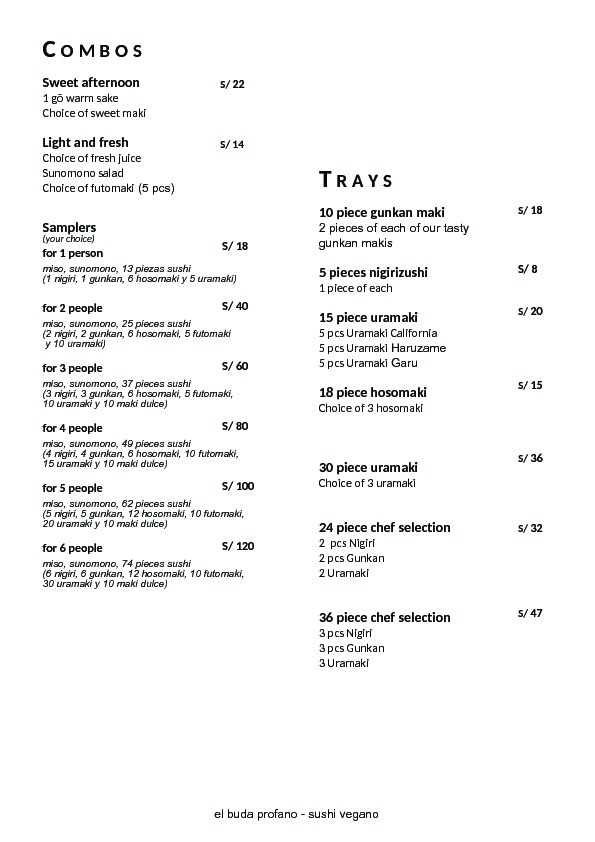 COMBOS
Sweet afternoon S/ 22
1 gō warm sake
Choice of sweet maki
Light and fresh S/ 14
Choice of fresh juice
Sunomono salad
Choice of futomaki (5 pcs)
Samplers
(your choice)
for 1 person S/ 18
miso, sunomono, 13 piezas sushi
(1 nigiri, 1 gunkan, 6 hosomaki y 5 uramaki)
for 2 people S/ 40
miso, sunomono, 25 pieces sushi
(2 nigiri, 2 gunkan, 6 hosomaki, 5 futomaki
y 10 uramaki)
for 3 people S/ 60
miso, sunomono, 37 pieces sushi
(3 nigiri, 3 gunkan, 6 hosomaki, 5 futomaki,
10 uramaki y 10 maki dulce)
for 4 people S/ 80
miso, sunomono, 49 pieces sushi
(4 nigiri, 4 gunkan, 6 hosomaki, 10 futomaki,
15 uramaki y 10 maki dulce)
for 5 people S/ 100
miso, sunomono, 62 pieces sushi
(5 nigiri, 5 gunkan, 12 hosomaki, 10 futomaki,
20 uramaki y 10 maki dulce)
for 6 people S/ 120
miso, sunomono, 74 pieces sushi
(6 nigiri, 6 gunkan, 12 hosomaki, 10 futomaki,
30 uramaki y 10 maki dulce)
TRAYS
10 piece gunkan maki S/ 18
2 pieces of each of our tasty
gunkan makis
5 pieces nigirizushi S/ 8
1 piece of each
15 piece uramaki S/ 20
5 pcs Uramaki California
5 pcs Uramaki Haruzame
5 pcs Uramaki Garu
18 piece hosomaki S/ 15
Choice of 3 hosomaki
30 piece uramaki S/ 36
Choice of 3 uramaki
24 piece chef selection S/ 32
2 pcs Nigiri
2 pcs Gunkan
2 Uramaki
36 piece chef selection S/ 47
3 pcs Nigiri
3 pcs Gunkan
3 Uramaki
el buda profano - sushi vegano